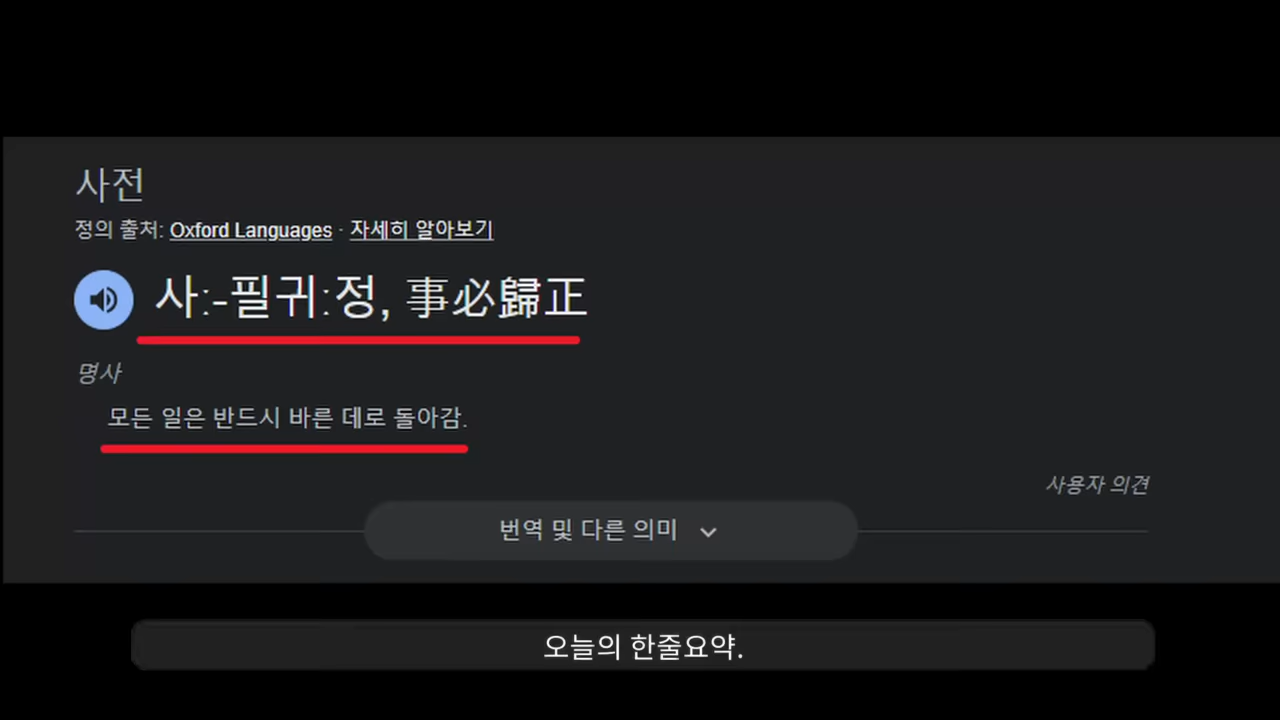 사전
정의 출처: Oxford Languages · 자세히 알아보기
사:-필귀:정, 事必歸正
명사
모든 일은 반드시 바른 데로 돌아감.
사용자 의견
번역 및 다른 의미
오늘의 한줄요약.